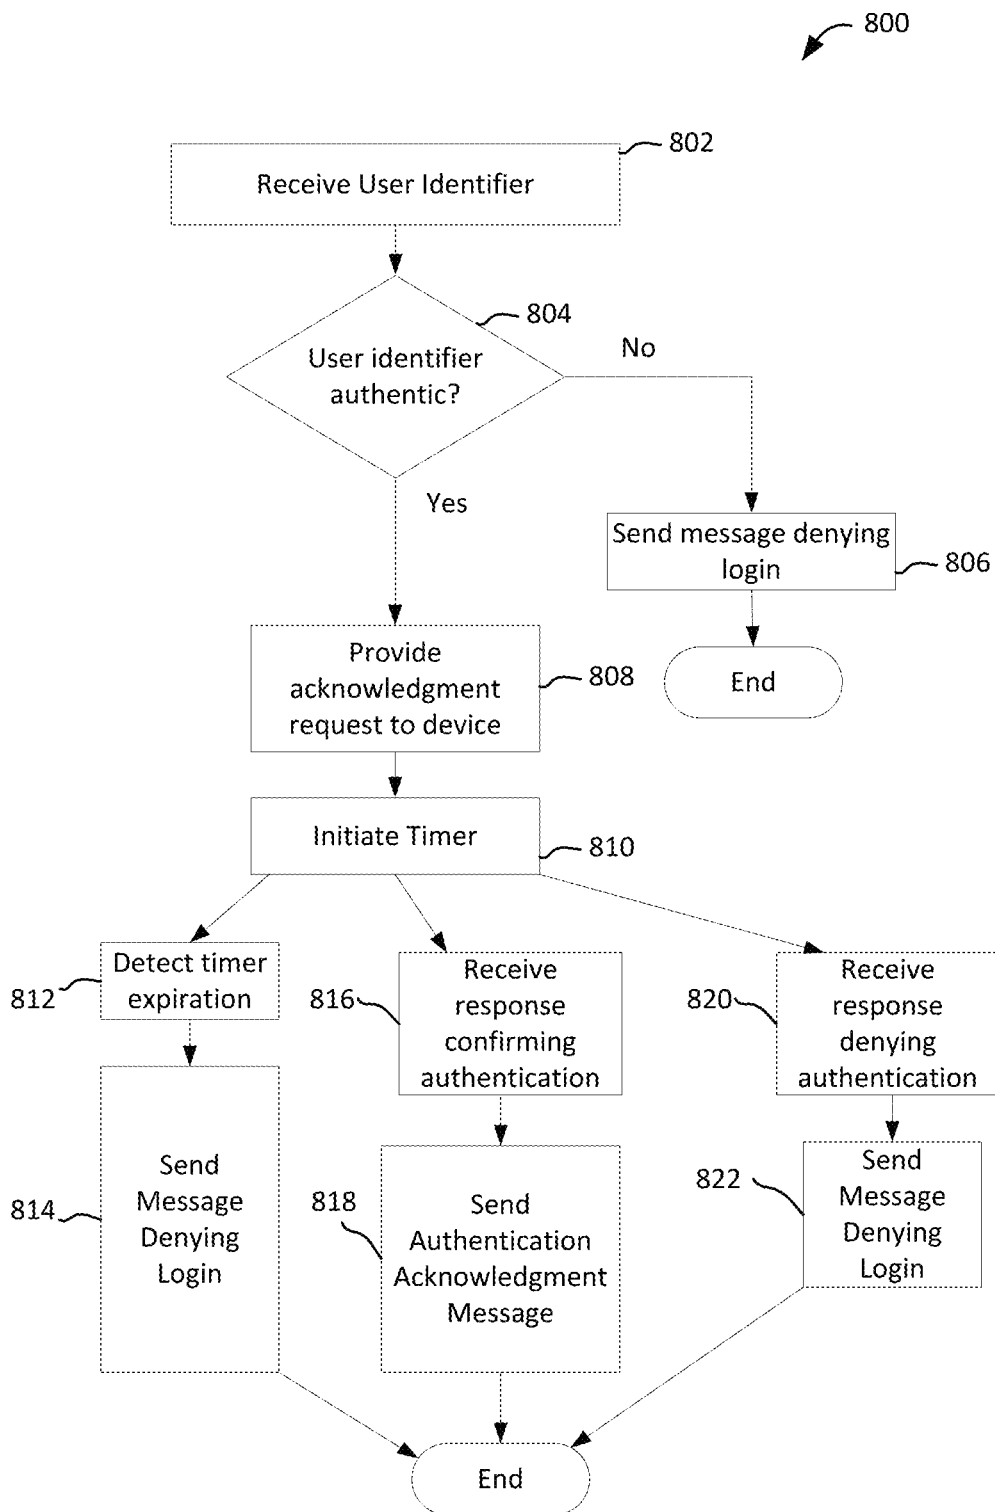 800
802
Receive User Identifier
804
User identifier
authentic?
No
Yes
Send message denying
login
806
End
Provide
acknowledgment
request to device
808
Initiate Timer
810
Detect timer
expiration
812
Receive
response
confirming
authentication
816
Receive
response
denying
authentication
820
Send
Message
Denying
Login
814
Send
Authentication
Acknowledgment
Message
818
Send
Message
Denying
Login
822
End